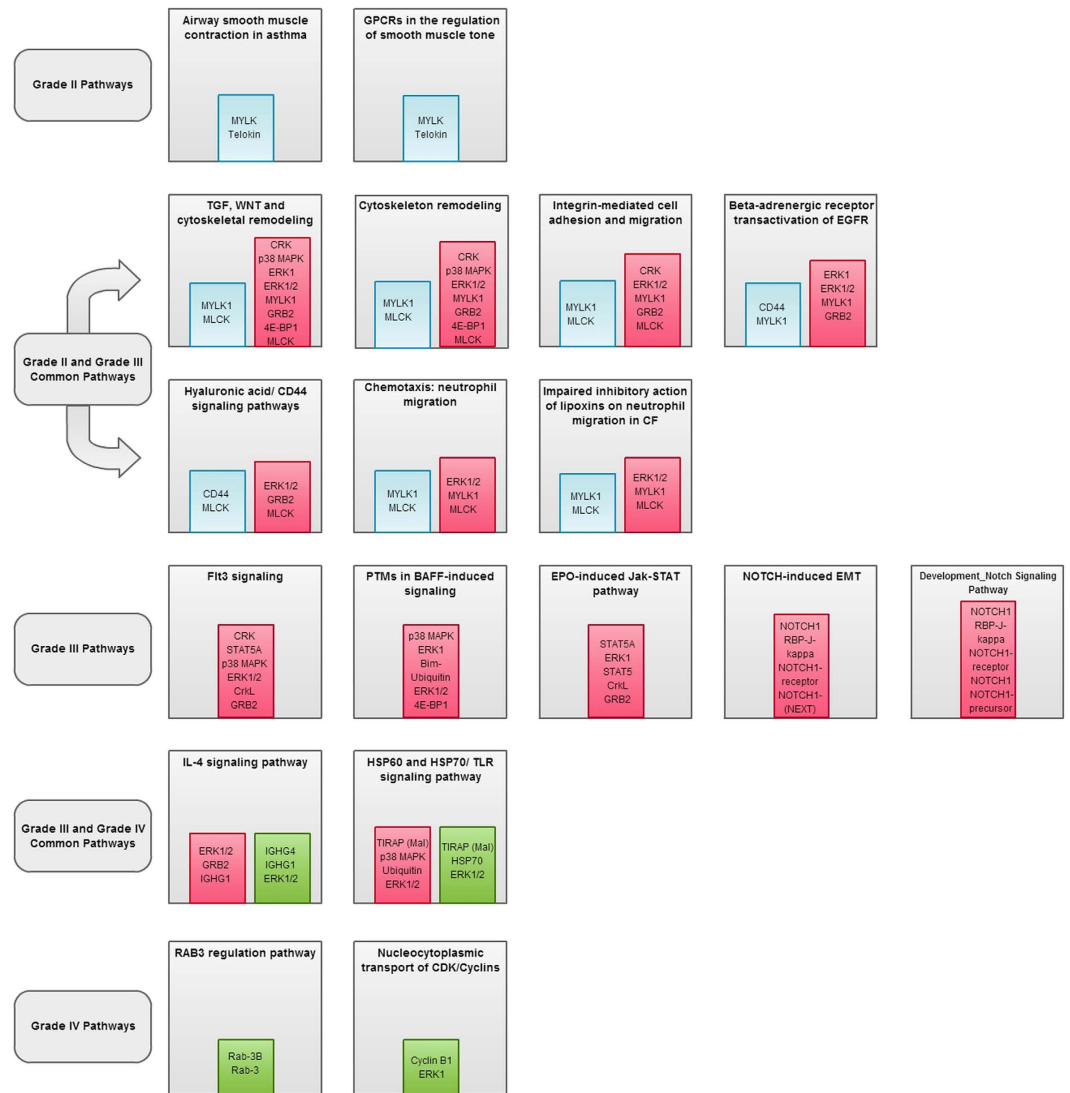 Airway smooth muscle
contraction in asthma
GPCRs in the regulation
of smooth muscle tone
Grade II Pathways
MYLK
Telokin
MYLK
Telokin
TGF, WNT and
cytoskeletal remodeling
Cytoskeleton remodeling
Integrin-mediated cell
adhesion and migration
Beta-adrenergic receptor
transactivation of EGFR
MYLK1
MLCK
CRK
p38 MAPK
ERK1
ERK1/2
MYLK1
GRB2
4E-BP1
MLCK
MYLK1
MLCK
CRK
p38 MAPK
ERK1/2
MYLK1
GRB2
4E-BP1
MLCK
MYLK1
MLCK
CRK
ERK1/2
MYLK1
GRB2
MLCK
CD44
MYLK1
ERK1
ERK1/2
MYLK1
GRB2
Grade II and Grade III
Common Pathways
Hyaluronic acid/ CD44
signaling pathways
Chemotaxis: neutrophil
migration
Impaired inhibitory action
of lipoxins on neutrophil
migration in CF
CD44
MLCK
ERK1/2
GRB2
MLCK
MYLK1
MLCK
ERK1/2
MYLK1
MLCK
MYLK1
MLCK
ERK1/2
MYLK1
MLCK
Flt3 signaling
PTMs in BAFF-induced
signaling
EPO-induced Jak-STAT
pathway
NOTCH-induced EMT
Development_Notch Signaling
Pathway
Grade III Pathways
CRK
STAT5A
p38 MAPK
ERK1/2
CrkL
GRB2
p38 MAPK
ERK1
Bim-
Ubiquitin
ERK1/2
4E-BP1
STAT5A
ERK1
STAT5
CrkL
GRB2
NOTCH1
RBP-J-
kappa
NOTCH1-
receptor
NOTCH1-
(NEXT)
NOTCH1
RBP-J-
kappa
NOTCH1-
receptor
NOTCH1
NOTCH1-
precursor
IL-4 signaling pathway
HSP60 and HSP70/ TLR
signaling pathway
Grade III and Grade IV
Common Pathways
ERK1/2
GRB2
IGHG1
IGHG4
IGHG1
ERK1/2
TIRAP (Mal)
p38 MAPK
Ubiquitin
ERK1/2
TIRAP (Mal)
HSP70
ERK1/2
RAB3 regulation pathway
Nucleocytoplasmic
transport of CDK/Cyclins
Grade IV Pathways
Rab-3B
Rab-3
Cyclin B1
ERK1